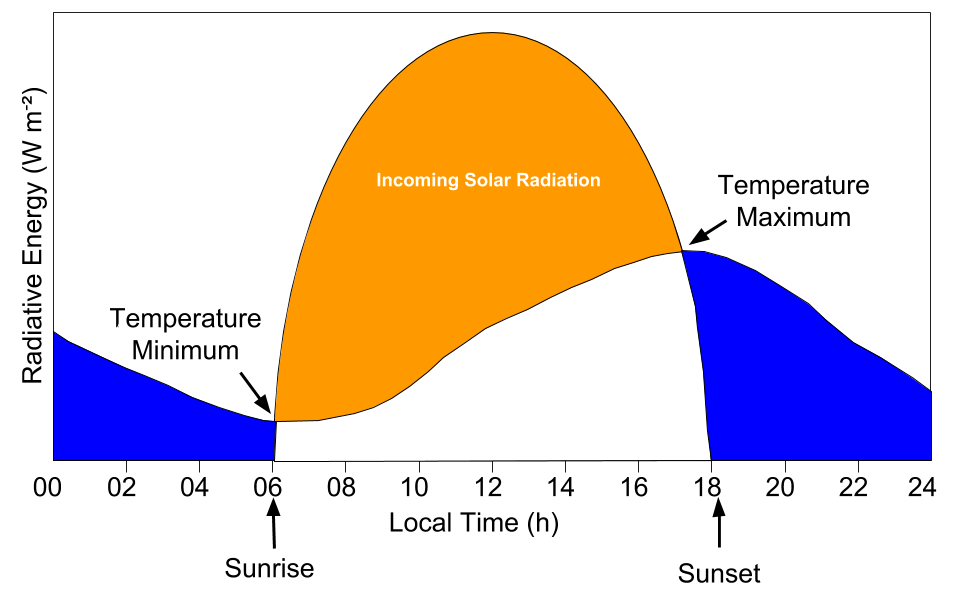 Radiative Energy (W m⁻²)
Incoming Solar Radiation
Temperature
Maximum
Temperature
Minimum
00 02 04 06 08 10 12 14 16 18 20 22 24
Local Time (h)
Sunrise
Sunset